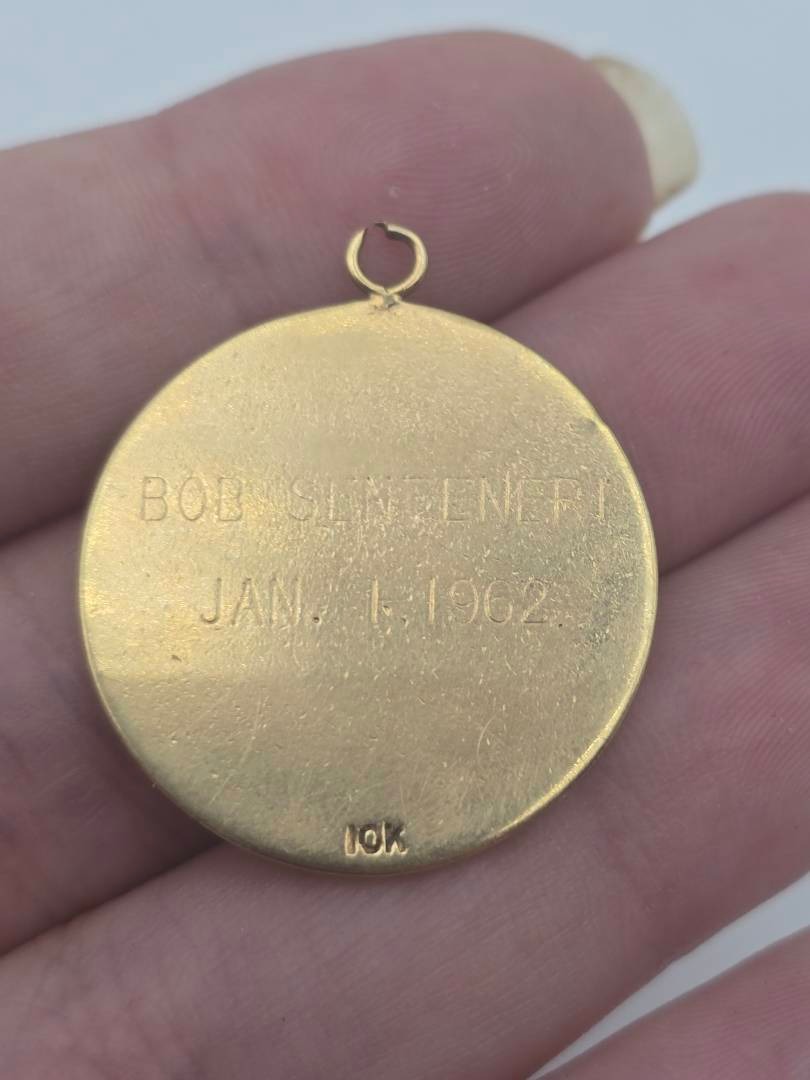 BOB SENTENERI
JAN. 1. 1962
10K